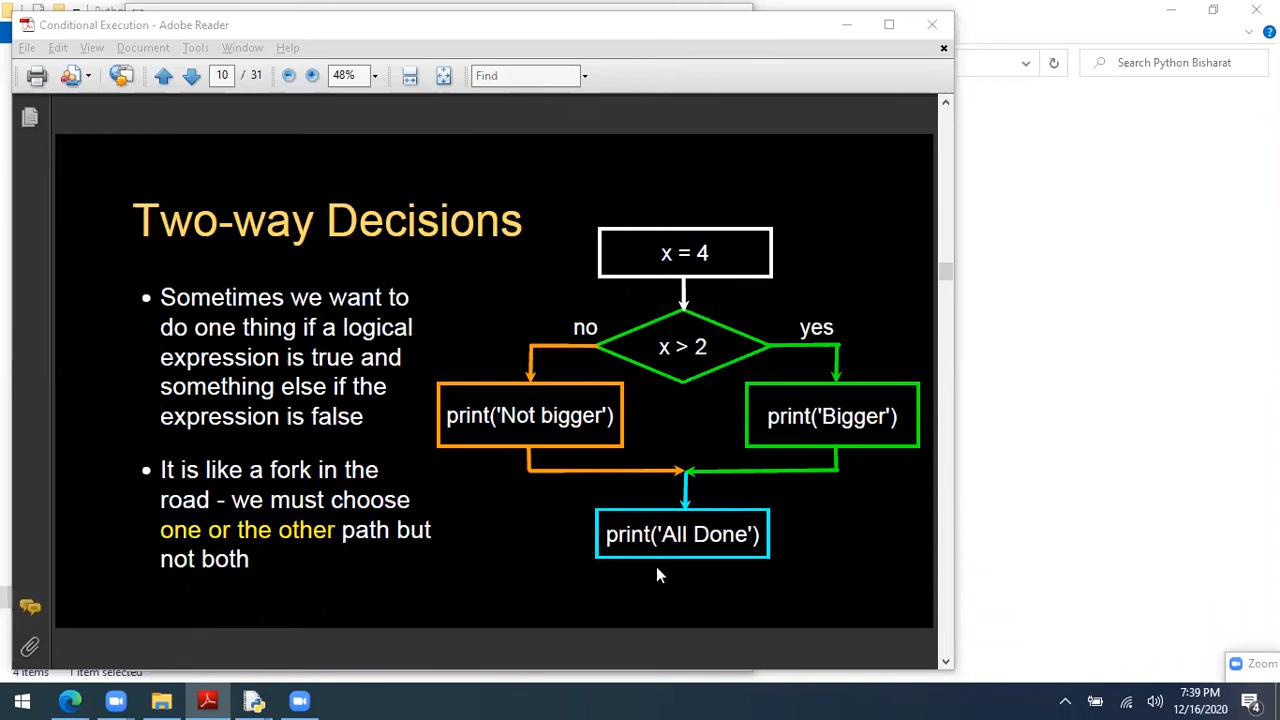 Conditional Execution - Adobe Reader
File Edit View Document Tools Window Help
10 / 31 48% Find
Search Python Bisharat
Two-way Decisions
Sometimes we want to
do one thing if a logical
expression is true and
something else if the
expression is false
It is like a fork in the
road - we must choose
one or the other path but
not both
x = 4
no
yes
x > 2
print('Not bigger')
print('Bigger')
print('All Done')
4 items 1 item selected
Zoom
7:39 PM
12/16/2020
4